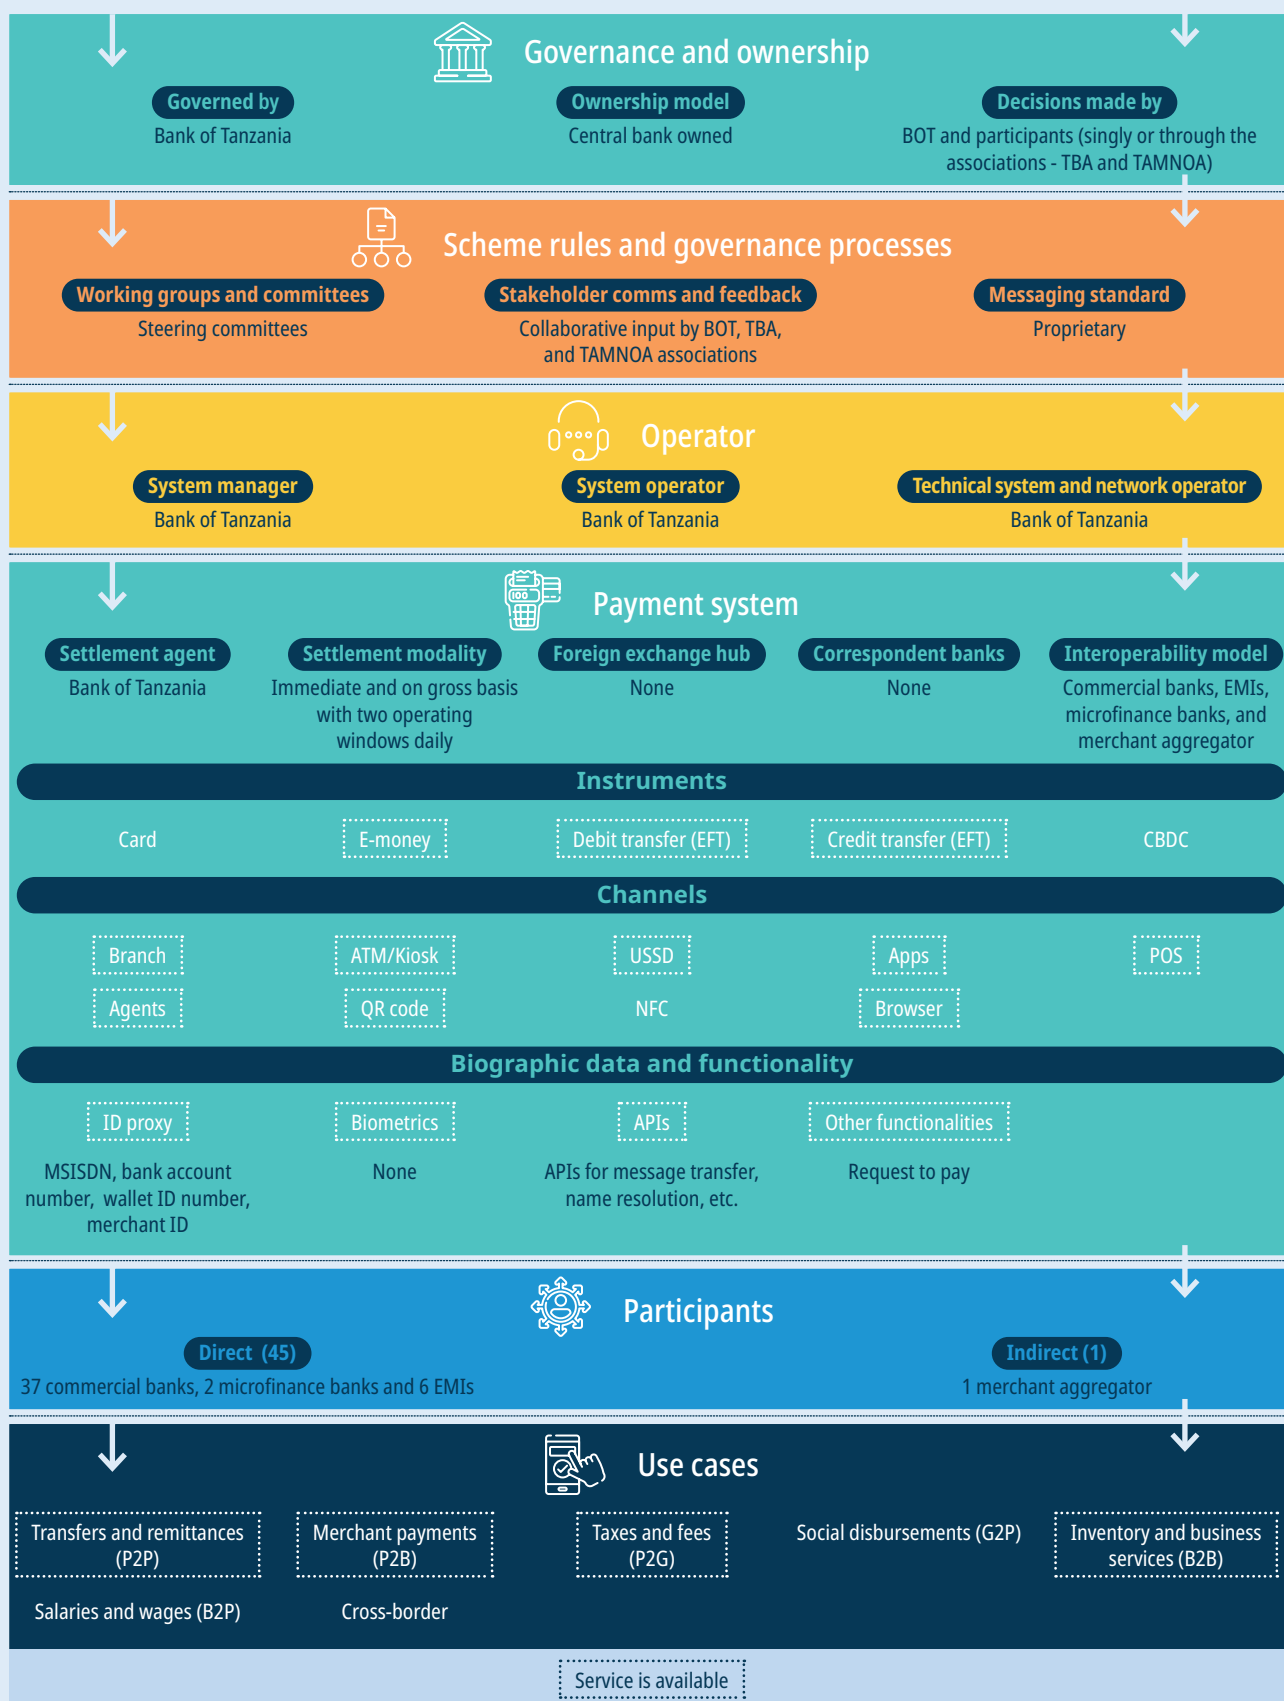 Governance and ownership
Governed by
Bank of Tanzania
Ownership model
Central bank owned
Decisions made by
BOT and participants (singly or through the
associations - TBA and TAMNOA)
Scheme rules and governance processes
Working groups and committees
Steering committees
Stakeholder comms and feedback
Collaborative input by BOT, TBA,
and TAMNOA associations
Messaging standard
Proprietary
Operator
System manager
Bank of Tanzania
System operator
Bank of Tanzania
Technical system and network operator
Bank of Tanzania
Payment system
Settlement agent
Bank of Tanzania
Settlement modality
Immediate and on gross basis
with two operating
windows daily
Foreign exchange hub
None
Correspondent banks
None
Interoperability model
Commercial banks, EMIs,
microfinance banks, and
merchant aggregator
Instruments
Card
E-money
Debit transfer (EFT)
Credit transfer (EFT)
CBDC
Channels
Branch
ATM/Kiosk
USSD
Apps
POS
Agents
QR code
NFC
Browser
Biographic data and functionality
ID proxy
MSISDN, bank account
number, wallet ID number,
merchant ID
Biometrics
None
APIs
APIs for message transfer,
name resolution, etc.
Other functionalities
Request to pay
Participants
Direct (45)
37 commercial banks, 2 microfinance banks and 6 EMIs
Indirect (1)
1 merchant aggregator
Use cases
Transfers and remittances
(P2P)
Merchant payments
(P2B)
Taxes and fees
(P2G)
Social disbursements (G2P)
Inventory and business
services (B2B)
Salaries and wages (B2P)
Cross-border
Service is available